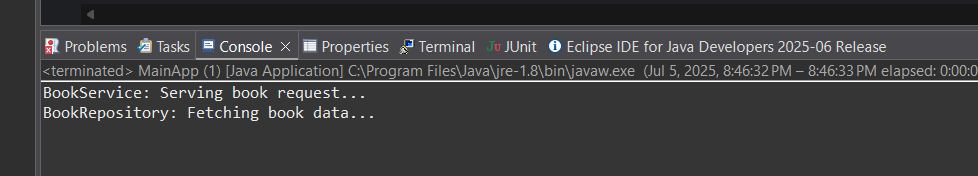 Problems Tasks Console Properties Terminal JUnit Eclipse IDE for Java Developers 2025-06 Release
<terminated> MainApp (1) [Java Application] C:\Program Files\Java\jre-1.8\bin\javaw.exe (Jul 5, 2025, 8:46:32 PM – 8:46:33 PM elapsed: 0:00:0
BookService: Serving book request...
BookRepository: Fetching book data...